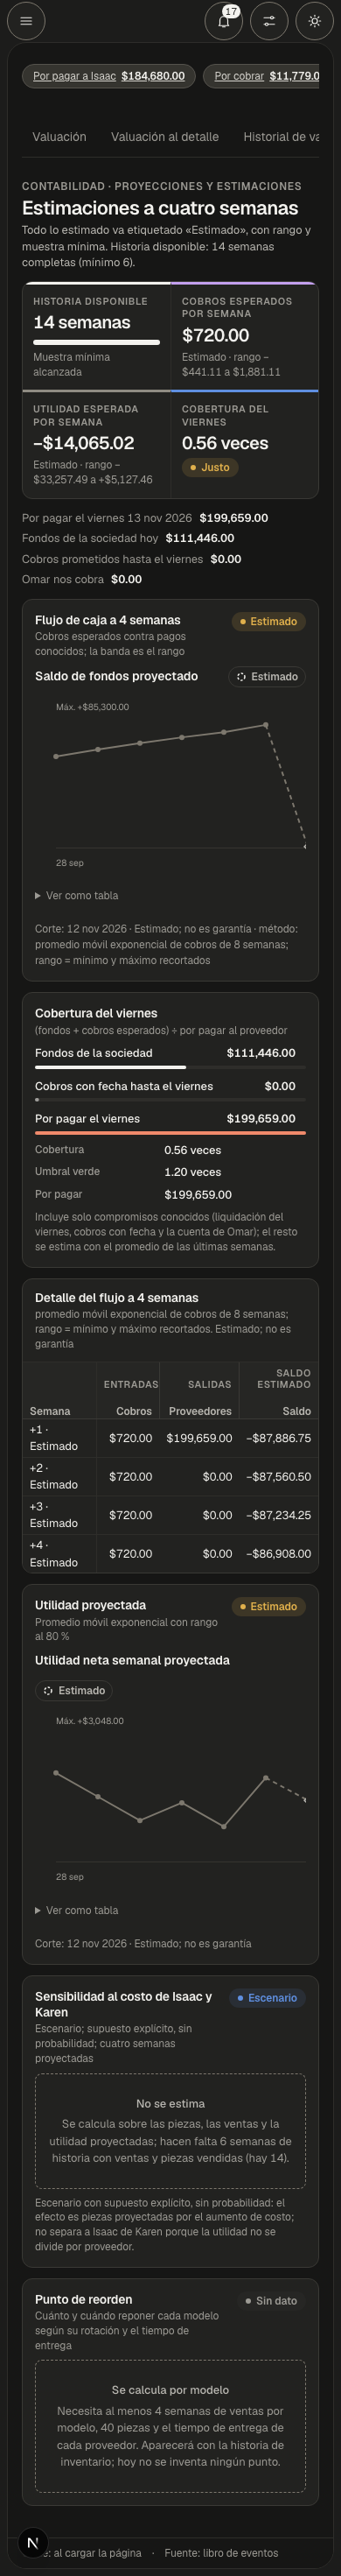 17
Por pagar a Isaac $184,680.00
Por cobrar $11,779.0
Valuación Valuación al detalle Historial de va
CONTABILIDAD · PROYECCIONES Y ESTIMACIONES
Estimaciones a cuatro semanas
Todo lo estimado va etiquetado «Estimado», con rango y
muestra mínima. Historia disponible: 14 semanas
completas (mínimo 6).
HISTORIA DISPONIBLE
14 semanas
Muestra mínima
alcanzada
COBROS ESPERADOS
POR SEMANA
$720.00
Estimado · rango −
$441.11 a $1,881.11
UTILIDAD ESPERADA
POR SEMANA
−$14,065.02
Estimado · rango −
$33,257.49 a +$5,127.46
COBERTURA DEL
VIERNES
0.56 veces
Justo
Por pagar el viernes 13 nov 2026 $199,659.00
Fondos de la sociedad hoy $111,446.00
Cobros prometidos hasta el viernes $0.00
Omar nos cobra $0.00
Flujo de caja a 4 semanas
Estimado
Cobros esperados contra pagos
conocidos; la banda es el rango
Saldo de fondos proyectado
Estimado
Máx. +$85,300.00
28 sep
Ver como tabla
Corte: 12 nov 2026 · Estimado; no es garantía · método:
promedio móvil exponencial de cobros de 8 semanas;
rango = mínimo y máximo recortados
Cobertura del viernes
(fondos + cobros esperados) ÷ por pagar al proveedor
Fondos de la sociedad $111,446.00
Cobros con fecha hasta el viernes $0.00
Por pagar el viernes $199,659.00
Cobertura 0.56 veces
Umbral verde 1.20 veces
Por pagar $199,659.00
Incluye solo compromisos conocidos (liquidación del
viernes, cobros con fecha y la cuenta de Omar); el resto
se estima con el promedio de las últimas semanas.
Detalle del flujo a 4 semanas
promedio móvil exponencial de cobros de 8 semanas;
rango = mínimo y máximo recortados. Estimado; no es
garantía
ENTRADAS SALIDAS SALDO
ESTIMADO
Semana Cobros Proveedores Saldo
+1 ·
Estimado $720.00 $199,659.00 −$87,886.75
+2 ·
Estimado $720.00 $0.00 −$87,560.50
+3 ·
Estimado $720.00 $0.00 −$87,234.25
+4 ·
Estimado $720.00 $0.00 −$86,908.00
Utilidad proyectada
Estimado
Promedio móvil exponencial con rango
al 80 %
Utilidad neta semanal proyectada
Estimado
Máx. +$3,048.00
28 sep
Ver como tabla
Corte: 12 nov 2026 · Estimado; no es garantía
Sensibilidad al costo de Isaac y
Karen
Escenario
Escenario; supuesto explícito, sin
probabilidad; cuatro semanas
proyectadas
No se estima
Se calcula sobre las piezas, las ventas y la
utilidad proyectadas; hacen falta 6 semanas de
historia con ventas y piezas vendidas (hay 14).
Escenario con supuesto explícito, sin probabilidad: el
efecto es piezas proyectadas por el aumento de costo;
no separa a Isaac de Karen porque la utilidad no se
divide por proveedor.
Punto de reorden
Sin dato
Cuánto y cuándo reponer cada modelo
según su rotación y el tiempo de
entrega
Se calcula por modelo
Necesita al menos 4 semanas de ventas por
modelo, 40 piezas y el tiempo de entrega de
cada proveedor. Aparecerá con la historia de
inventario; hoy no se inventa ningún punto.
N
: al cargar la página · Fuente: libro de eventos